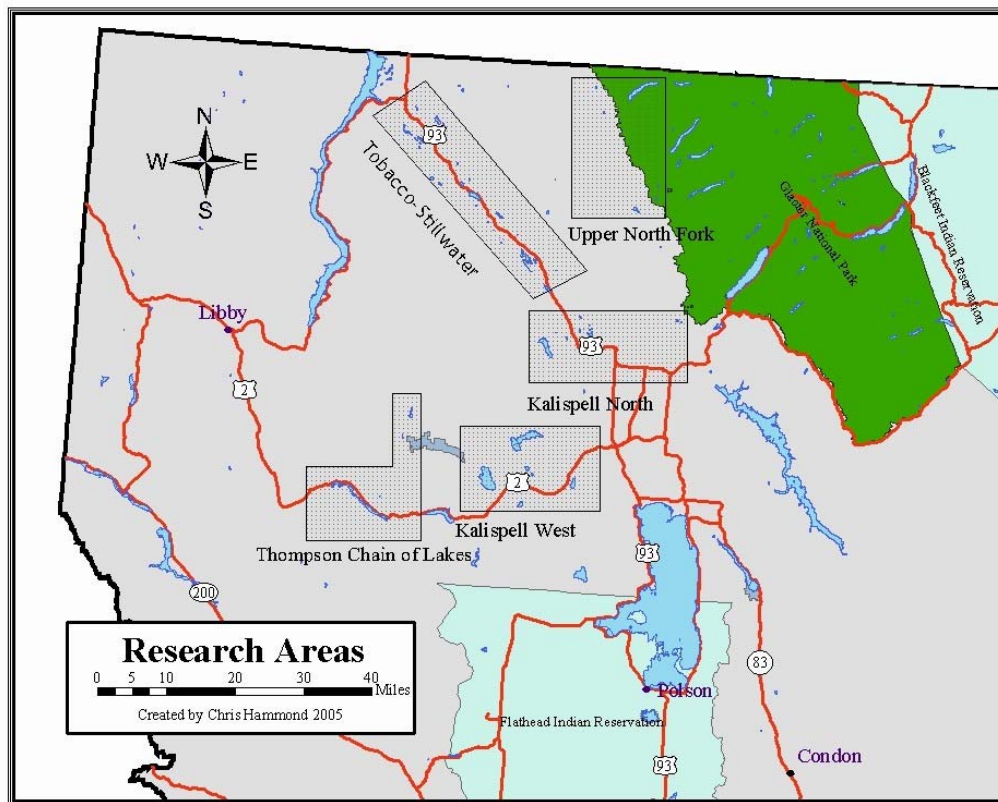 N
W E
S
93
Tobacco-Stillwater
Upper North Fork
Glacier National Park
Blackfeet Indian Reservation
Libby
93
2
Kalispell North
2
Kalispell West
Thompson Chain of Lakes
93
200
Research Areas
0 5 10 20 30 40
Miles
Created by Chris Hammond 2005
83
Polson
Flathead Indian Reservation
93
Condon